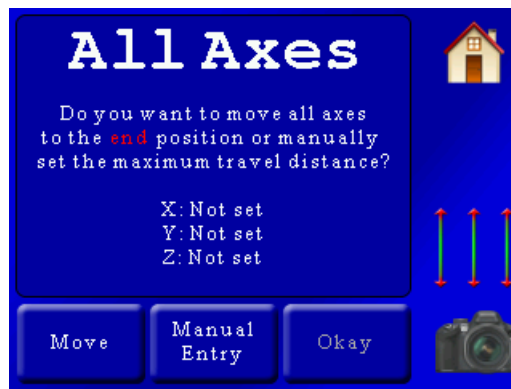 All Axes
Do you want to move all axes
to the end position or manually
set the maximum travel distance?
X: Not set
Y: Not set
Z: Not set
Move
Manual
Entry
Okay